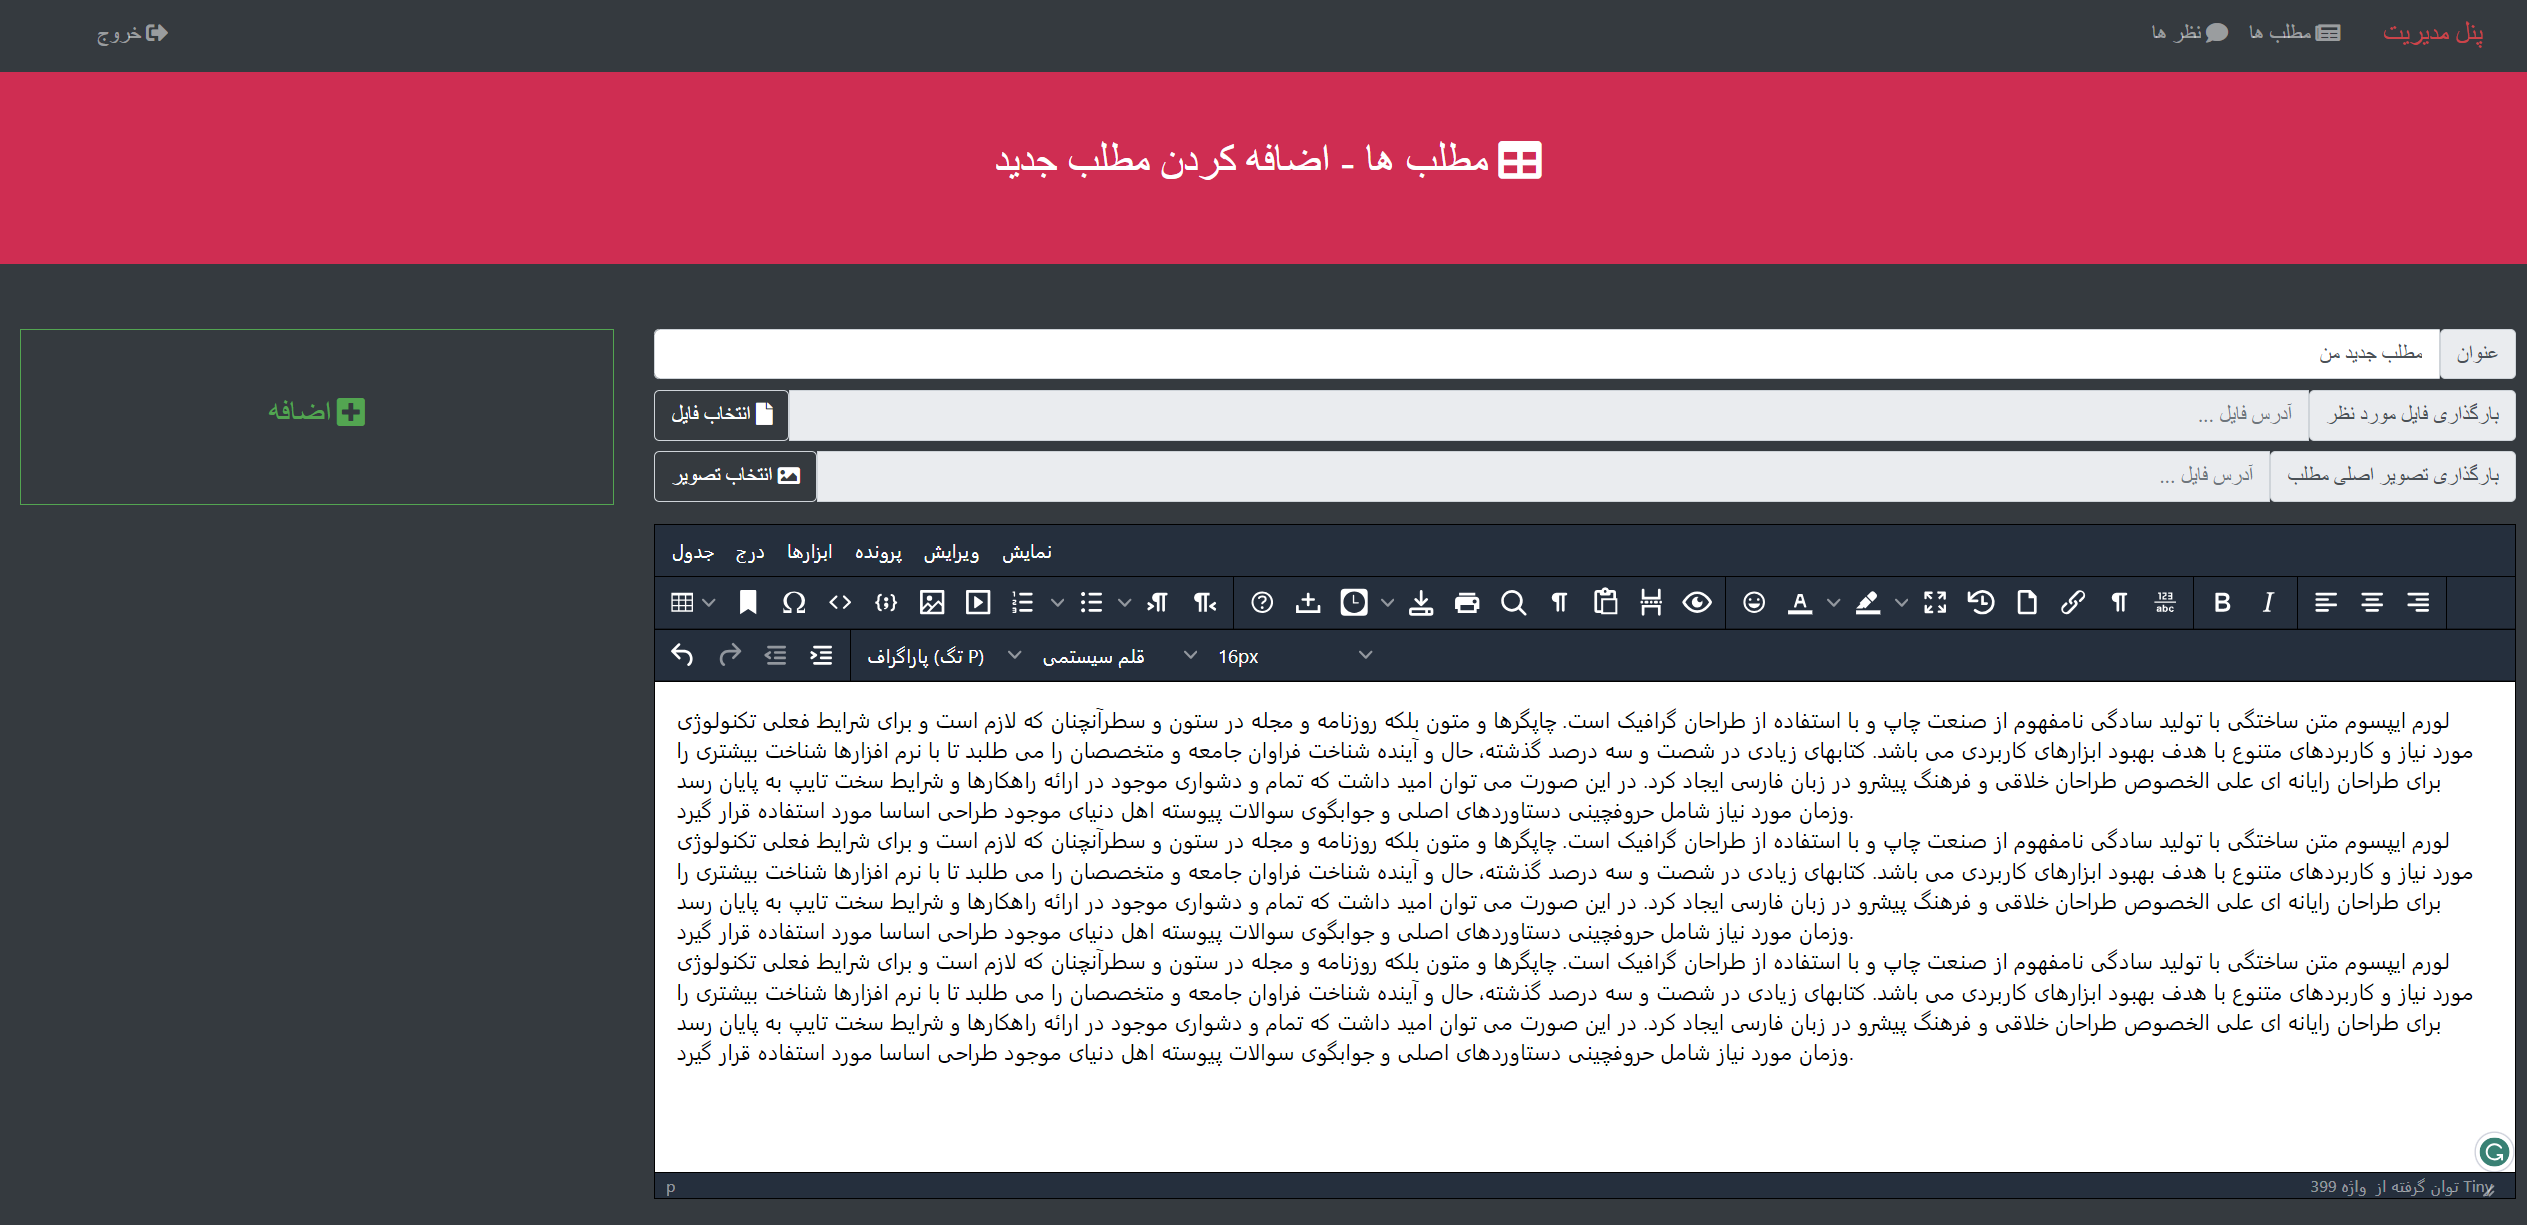 پنل مدیریت
مطلب ها
نظر ها
خروج
مطلب ها - اضافه کردن مطلب جدید
عنوان
مطلب جدید من
بارگذاری فایل مورد نظر
آدرس فایل ...
انتخاب فایل
بارگذاری تصویر اصلی مطلب
آدرس فایل ...
انتخاب تصویر
اضافه
جدول درج ابزارها پرونده ویرایش نمایش
پاراگراف (تگ P)
قلم سیستمی
16px
لورم ایپسوم متن ساختگی با تولید سادگی نامفهوم از صنعت چاپ و با استفاده از طراحان گرافیک است. چاپگرها و متون بلکه روزنامه و مجله در ستون و سطرآنچنان که لازم است و برای شرایط فعلی تکنولوژی
مورد نیاز و کاربردهای متنوع با هدف بهبود ابزارهای کاربردی می باشد. کتابهای زیادی در شصت و سه درصد گذشته، حال و آینده شناخت فراوان جامعه و متخصصان را می طلبد تا با نرم افزارها شناخت بیشتری را
برای طراحان رایانه ای علی الخصوص طراحان خلاقی و فرهنگ پیشرو در زبان فارسی ایجاد کرد. در این صورت می توان امید داشت که تمام و دشواری موجود در ارائه راهکارها و شرایط سخت تایپ به پایان رسد
وزمان مورد نیاز شامل حروفچینی دستاوردهای اصلی و جوابگوی سوالات پیوسته اهل دنیای موجود طراحی اساسا مورد استفاده قرار گیرد.
لورم ایپسوم متن ساختگی با تولید سادگی نامفهوم از صنعت چاپ و با استفاده از طراحان گرافیک است. چاپگرها و متون بلکه روزنامه و مجله در ستون و سطرآنچنان که لازم است و برای شرایط فعلی تکنولوژی
مورد نیاز و کاربردهای متنوع با هدف بهبود ابزارهای کاربردی می باشد. کتابهای زیادی در شصت و سه درصد گذشته، حال و آینده شناخت فراوان جامعه و متخصصان را می طلبد تا با نرم افزارها شناخت بیشتری را
برای طراحان رایانه ای علی الخصوص طراحان خلاقی و فرهنگ پیشرو در زبان فارسی ایجاد کرد. در این صورت می توان امید داشت که تمام و دشواری موجود در ارائه راهکارها و شرایط سخت تایپ به پایان رسد
وزمان مورد نیاز شامل حروفچینی دستاوردهای اصلی و جوابگوی سوالات پیوسته اهل دنیای موجود طراحی اساسا مورد استفاده قرار گیرد.
لورم ایپسوم متن ساختگی با تولید سادگی نامفهوم از صنعت چاپ و با استفاده از طراحان گرافیک است. چاپگرها و متون بلکه روزنامه و مجله در ستون و سطرآنچنان که لازم است و برای شرایط فعلی تکنولوژی
مورد نیاز و کاربردهای متنوع با هدف بهبود ابزارهای کاربردی می باشد. کتابهای زیادی در شصت و سه درصد گذشته، حال و آینده شناخت فراوان جامعه و متخصصان را می طلبد تا با نرم افزارها شناخت بیشتری را
برای طراحان رایانه ای علی الخصوص طراحان خلاقی و فرهنگ پیشرو در زبان فارسی ایجاد کرد. در این صورت می توان امید داشت که تمام و دشواری موجود در ارائه راهکارها و شرایط سخت تایپ به پایان رسد
وزمان مورد نیاز شامل حروفچینی دستاوردهای اصلی و جوابگوی سوالات پیوسته اهل دنیای موجود طراحی اساسا مورد استفاده قرار گیرد.
p
399 واژه
توان گرفته از Tiny